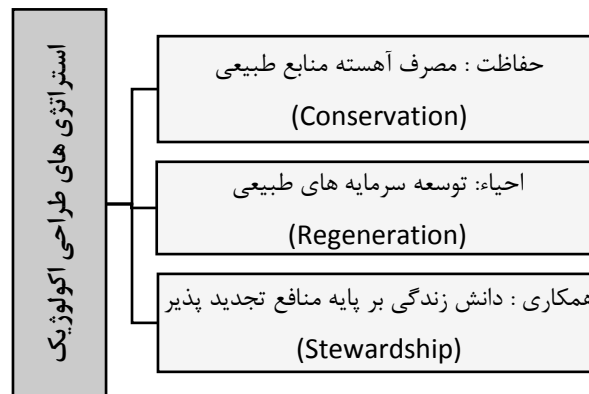 استراتژی های طراحی اکولوژیک
حفاظت : مصرف آهسته منابع طبیعی
(Conservation)
احیاء: توسعه سرمایه های طبیعی
(Regeneration)
همکاری : دانش زندگی بر پایه منافع تجدید پذیر
(Stewardship)